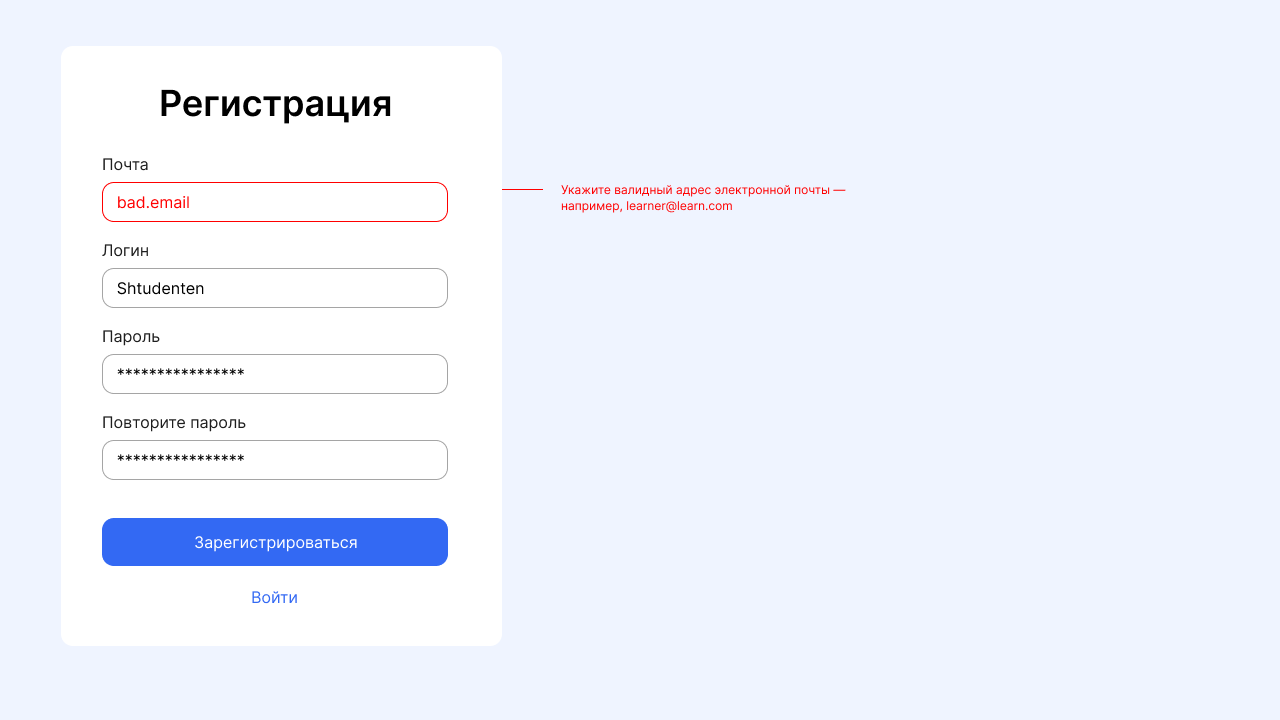 Регистрация
Почта
bad.email
Укажите валидный адрес электронной почты —
например, learner@learn.com
Логин
Shtudenten
Пароль
****************
Повторите пароль
****************
Зарегистрироваться
Войти